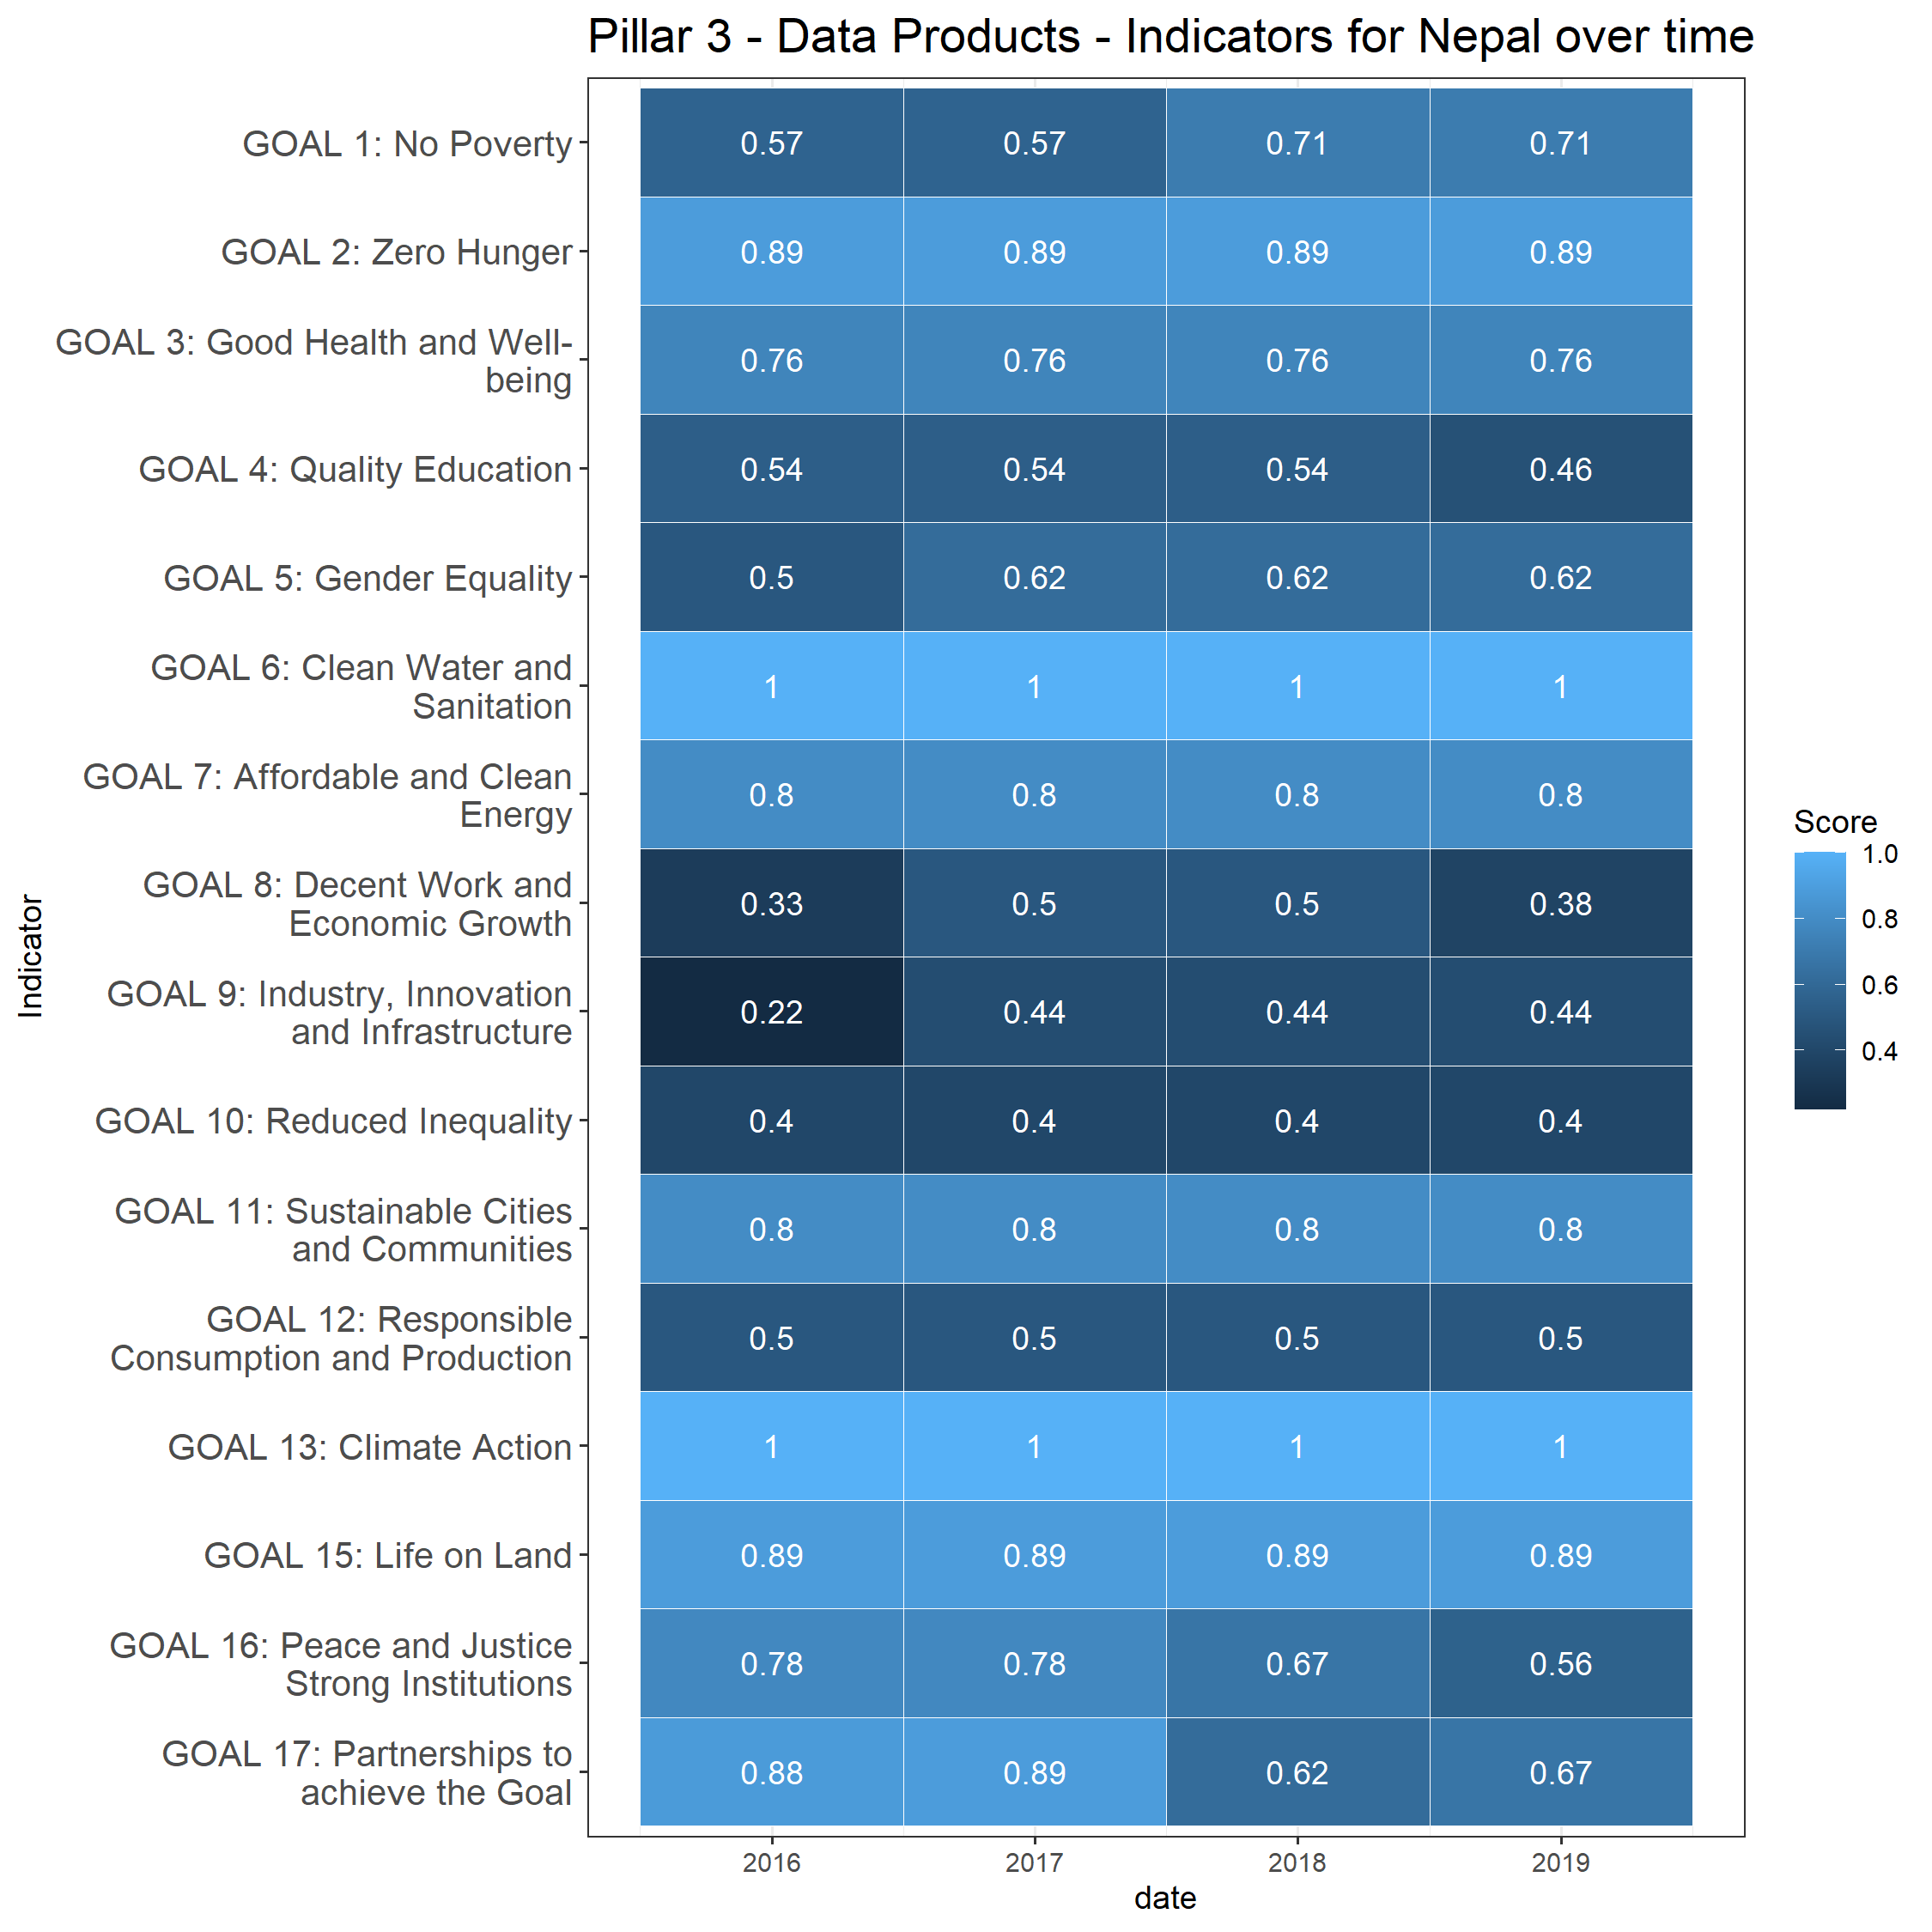 Pillar 3 - Data Products - Indicators for Nepal over time
GOAL 1: No Poverty 0.57 0.57 0.71 0.71
GOAL 2: Zero Hunger 0.89 0.89 0.89 0.89
GOAL 3: Good Health and Well-
being
0.76 0.76 0.76 0.76
GOAL 4: Quality Education 0.54 0.54 0.54 0.46
GOAL 5: Gender Equality 0.5 0.62 0.62 0.62
GOAL 6: Clean Water and
Sanitation
1 1 1 1
GOAL 7: Affordable and Clean
Energy
0.8 0.8 0.8 0.8
GOAL 8: Decent Work and
Economic Growth
0.33 0.5 0.5 0.38
GOAL 9: Industry, Innovation
and Infrastructure
0.22 0.44 0.44 0.44
GOAL 10: Reduced Inequality 0.4 0.4 0.4 0.4
GOAL 11: Sustainable Cities
and Communities
0.8 0.8 0.8 0.8
GOAL 12: Responsible
Consumption and Production
0.5 0.5 0.5 0.5
GOAL 13: Climate Action 1 1 1 1
GOAL 15: Life on Land 0.89 0.89 0.89 0.89
GOAL 16: Peace and Justice
Strong Institutions
0.78 0.78 0.67 0.56
GOAL 17: Partnerships to
achieve the Goal
0.88 0.89 0.62 0.67
2016 2017 2018 2019
date
Indicator
Score
1.0
0.8
0.6
0.4